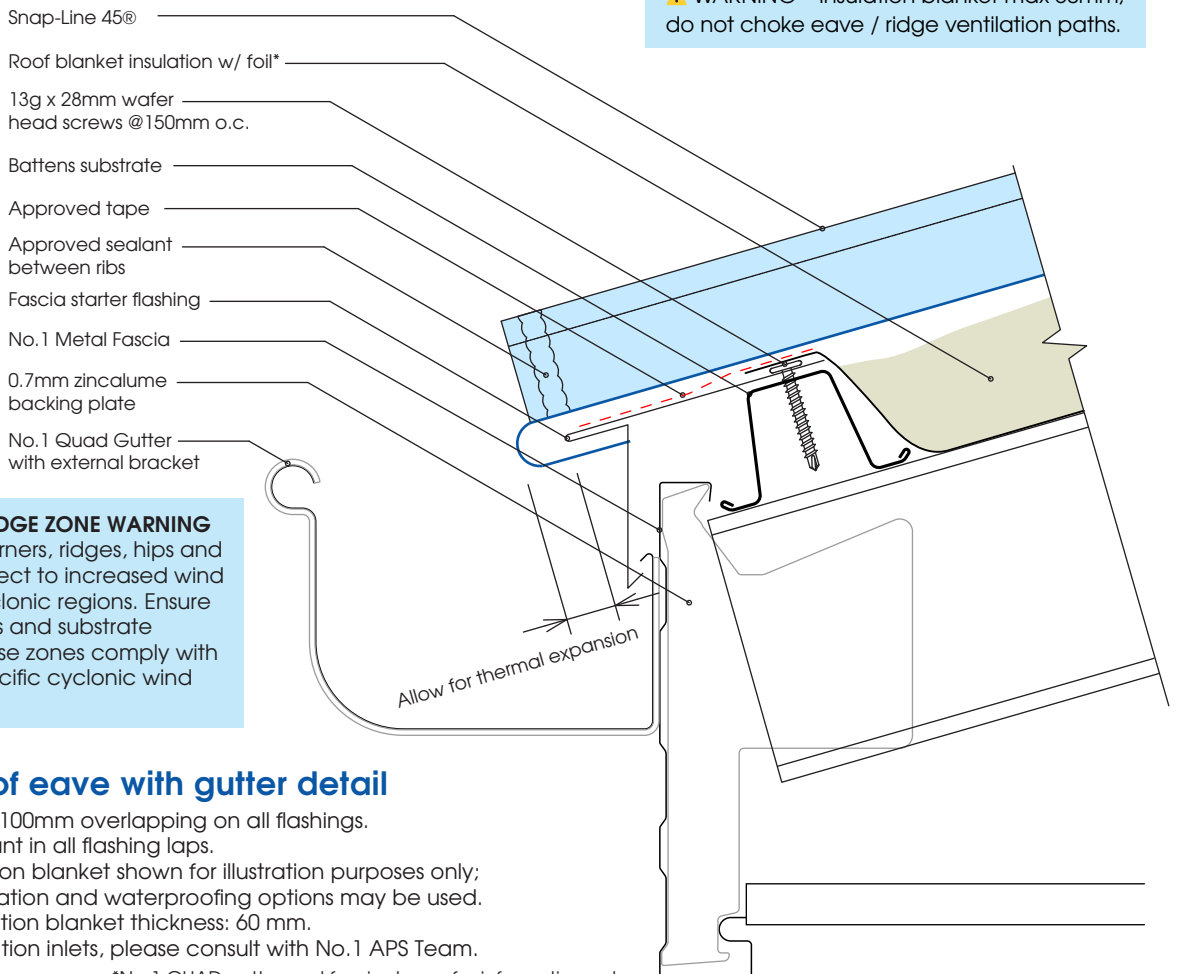 Snap-Line 45®
Roof blanket insulation w/ foil*
13g x 28mm wafer
head screws @150mm o.c.
Battens substrate
Approved tape
Approved sealant
between ribs
Fascia starter flashing
No.1 Metal Fascia
0.7mm zincalume
backing plate
No.1 Quad Gutter
with external bracket
do not choke eave / ridge ventilation paths.
Allow for thermal expansion
DGE ZONE WARNING
rners, ridges, hips and
ect to increased wind
clonic regions. Ensure
s and substrate
se zones comply with
cific cyclonic wind
of eave with gutter detail
100mm overlapping on all flashings.
nt in all flashing laps.
on blanket shown for illustration purposes only;
ation and waterproofing options may be used.
tion blanket thickness: 60 mm.
tion inlets, please consult with No.1 APS Team.